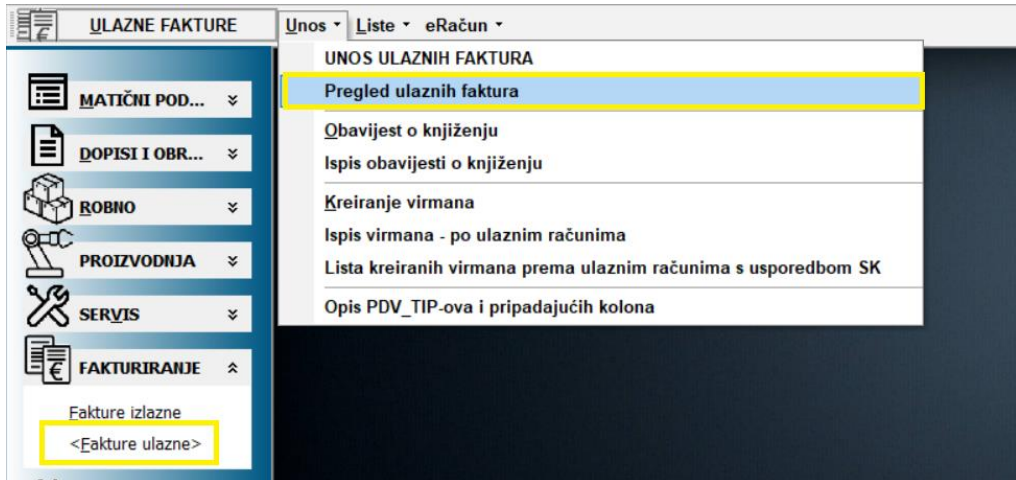 ULAZNE FAKTURE
Unos Liste eRačun
UNOS ULAZNIH FAKTURA
Pregled ulaznih faktura
Obavijest o knjiženju
Ispis obavijesti o knjiženju
Kreiranje virmana
Ispis virmana - po ulaznim računima
Lista kreiranih virmana prema ulaznim računima s usporedbom SK
Opis PDV_TIP-ova i pripadajućih kolona
MATIČNI POD...
DOPISI I OBR...
ROBNO
PROIZVODNJA
SERVIS
€ FAKTURIRANJE
Fakture izlazne
<Fakture ulazne>